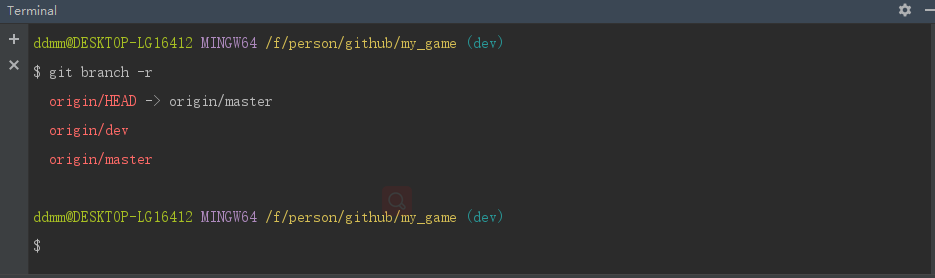 Terminal
ddmm@DESKTOP-LG16412 MINGW64 /f/person/github/my_game (dev)
$ git branch -r
origin/HEAD -> origin/master
origin/dev
origin/master
ddmm@DESKTOP-LG16412 MINGW64 /f/person/github/my_game (dev)
$